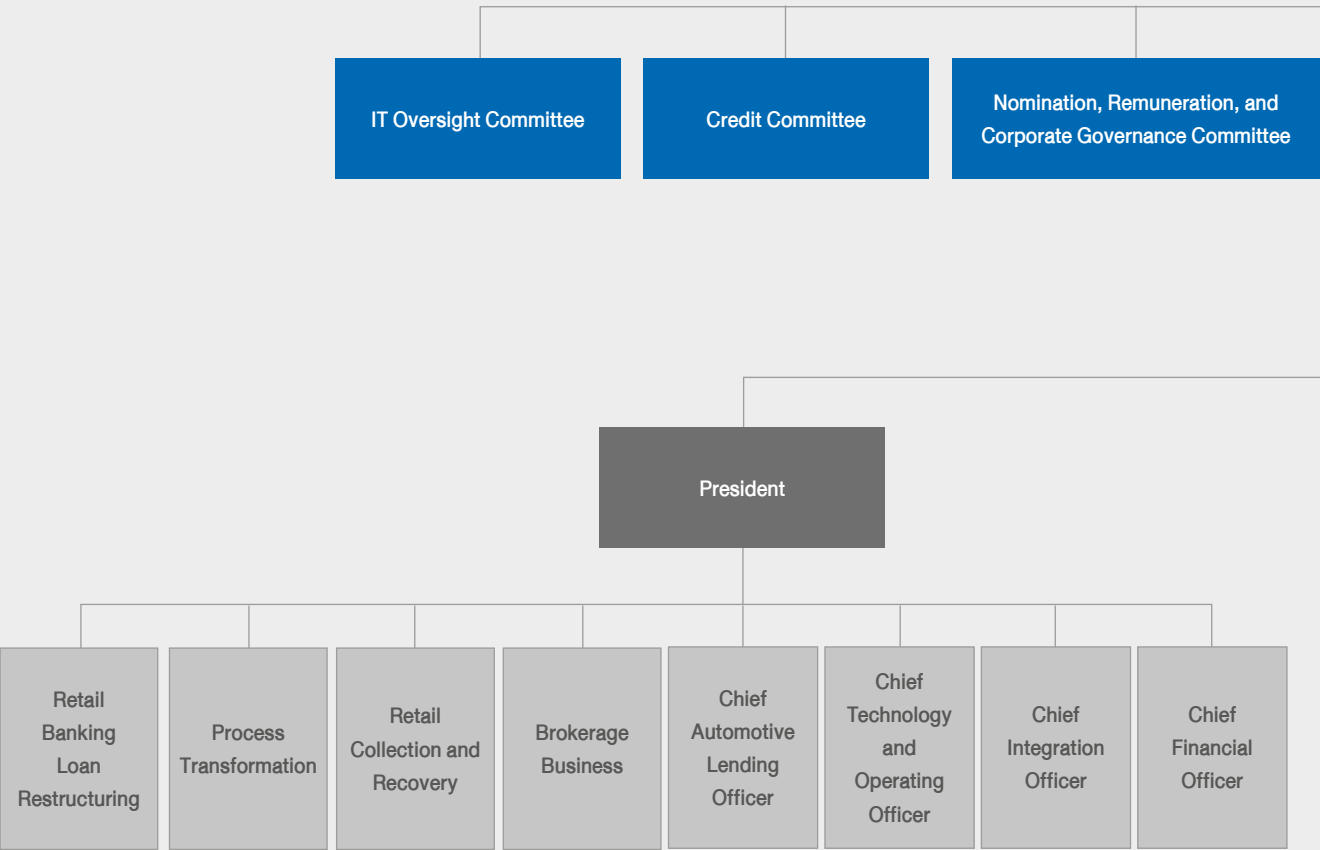 IT Oversight Committee
Credit Committee
Nomination, Remuneration, and
Corporate Governance Committee
President
Retail
Banking
Loan
Restructuring
Process
Transformation
Retail
Collection and
Recovery
Brokerage
Business
Chief
Automotive
Lending
Officer
Chief
Technology
and
Operating
Officer
Chief
Integration
Officer
Chief
Financial
Officer